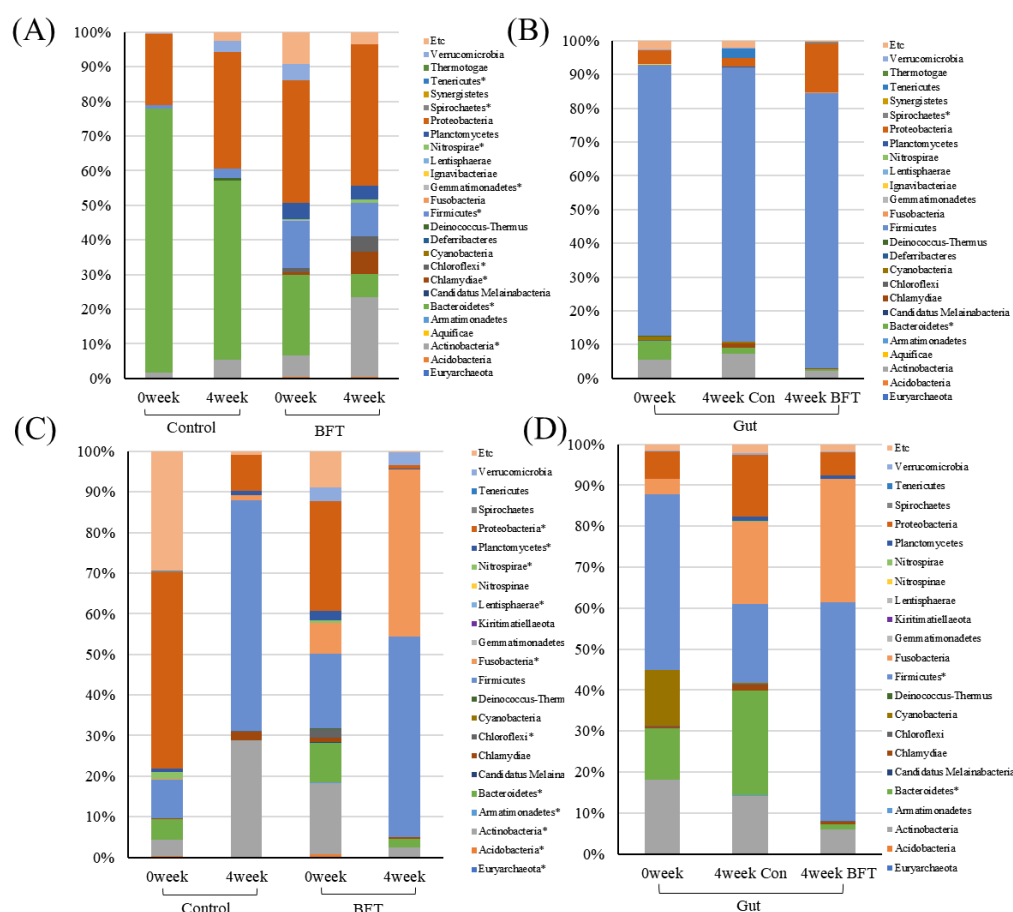 (A)
100%
90%
80%
70%
60%
50%
40%
30%
20%
10%
0%
0week 4week 0week 4week
Control BFT
Etc
Verrucomicrobia
Thermotogae
Tenericutes*
Synergistetes
Spirochaetes*
Proteobacteria
Planctomycetes
Nitrospirae*
Lentisphaerae
Ignavibacteriae
Gemmatimonadetes*
Fusobacteria
Firmicutes*
Deinococcus-Thermus
Deferribacteres
Cyanobacteria
Chloroflexi*
Chlamydiae*
Candidatus Melainabacteria
Bacteroidetes*
Armatimonadetes
Aquificae
Actinobacteria*
Acidobacteria
Euryarchaeota
(B)
100%
90%
80%
70%
60%
50%
40%
30%
20%
10%
0%
0week 4week Con 4week BFT
Gut
Etc
Verrucomicrobia
Thermotogae
Tenericutes
Synergistetes
Spirochaetes*
Proteobacteria
Planctomycetes
Nitrospirae
Lentisphaerae
Ignavibacteriae
Gemmatimonadetes
Fusobacteria
Firmicutes
Deinococcus-Thermus
Deferribacteres
Cyanobacteria
Chloroflexi
Chlamydiae
Candidatus Melainabacteria
Bacteroidetes*
Armatimonadetes
Aquificae
Actinobacteria
Acidobacteria
Euryarchaeota
(C)
100%
90%
80%
70%
60%
50%
40%
30%
20%
10%
0%
0week 4week 0week 4week
Control BFT
Etc
Verrucomicrobia
Tenericutes
Spirochaetes
Proteobacteria*
Planctomycetes*
Nitrospirae*
Nitrospinae
Lentisphaerae*
Kiritimatiellaeota
Gemmatimonadetes
Fusobacteria*
Firmicutes
Deinococcus-Therm
Cyanobacteria
Chloroflexi*
Chlamydiae
Candidatus Melaina
Bacteroidetes*
Armatimonadetes*
Actinobacteria*
Acidobacteria*
Euryarchaeota*
(D)
100%
90%
80%
70%
60%
50%
40%
30%
20%
10%
0%
0week 4week Con 4week BFT
Gut
Etc
Verrucomicrobia
Tenericutes
Spirochaetes
Proteobacteria
Planctomycetes
Nitrospirae
Nitrospinae
Lentisphaerae
Kiritimatiellaeota
Gemmatimonadetes
Fusobacteria
Firmicutes*
Deinococcus-Thermus
Cyanobacteria
Chloroflexi
Chlamydiae
Candidatus Melainabacteria
Bacteroidetes*
Armatimonadetes
Actinobacteria
Acidobacteria
Euryarchaeota